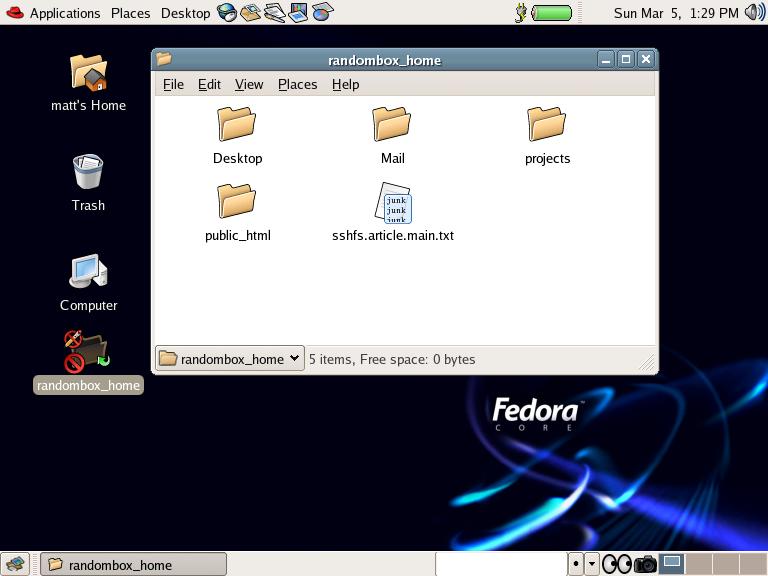 Applications Places Desktop
Sun Mar 5, 1:29 PM
matt's Home
Trash
Computer
randombox_home
randombox_home
File Edit View Places Help
Desktop
Mail
projects
public_html
junk
junk
junk
sshfs.article.main.txt
randombox_home
5 items, Free space: 0 bytes
Fedora
CORE
randombox_home